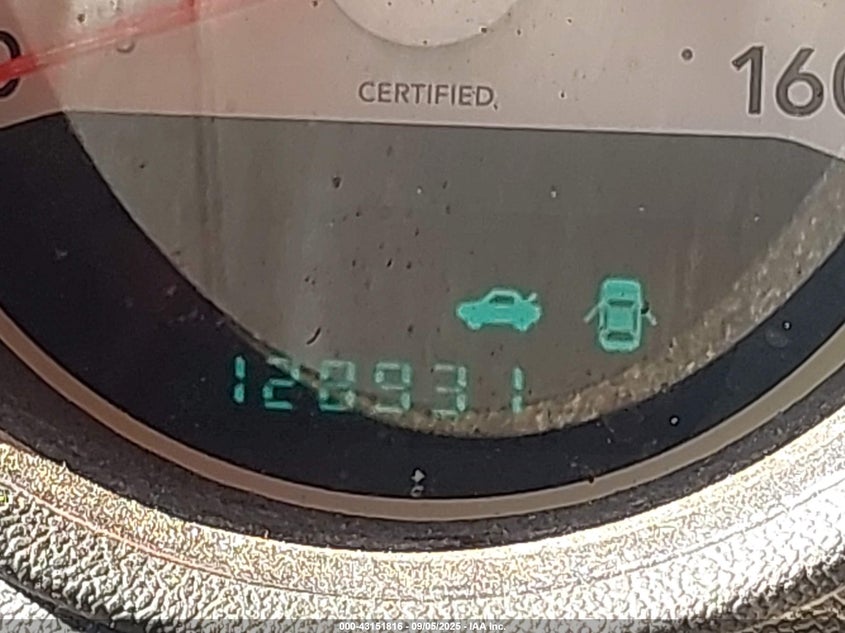 160
CERTIFIED
128931
000-43151816 - 09/05/2025 - IAA Inc.